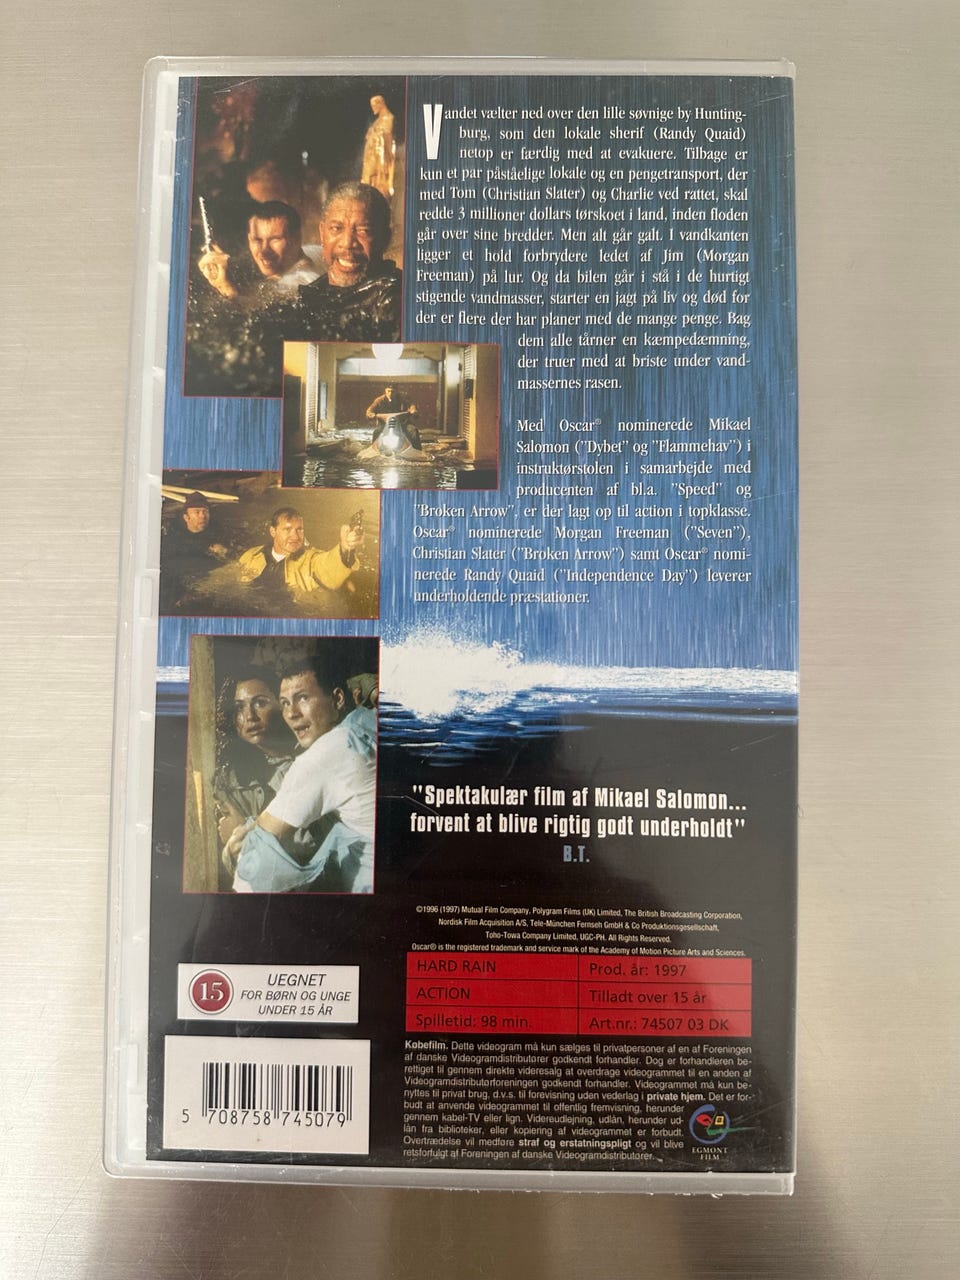 Vandet vælter ned over den lille søvnige by Hunting-
burg, som den lokale sherif (Randy Quaid)
netop er færdig med at evakuere. Tilbage er
kun et par påståelige lokale og en pengetransport, der
med Tom (Christian Slater) og Charlie ved rattet, skal
redde 3 millioner dollars tørskoet i land, inden floden
går over sine bredder. Men alt går galt. I vandkanten
ligger et hold forbrydere ledet af Jim (Morgan
Freeman) på lur. Og da bilen går i stå i de hurtigt
stigende vandmasser, starter en jagt på liv og død for
der er flere der har planer med de mange penge. Bag
dem alle tårner en kæmpedæmning,
der truer med at briste under vand-
massernes rasen.
Med Oscar® nominerede Mikael
Salomon ("Dybet" og "Flammehav") i
instruktørstolen i samarbejde med
producenten af bl.a. "Speed" og
"Broken Arrow", er der lagt op til action i topklasse.
Oscar® nominerede Morgan Freeman ("Seven"),
Christian Slater ("Broken Arrow") samt Oscar® nomi-
nerede Randy Quaid ("Independence Day") leverer
underholdende præstationer.
"Spektakulær film af Mikael Salomon...
forvent at blive rigtig godt underholdt"
B.T.
©1996 (1997) Mutual Film Company, Polygram Films (UK) Limited, The British Broadcasting Corporation,
Nordisk Film Acquisition A/S, Tele-München Fernseh GmbH & Co Produktionsgesellschaft,
Toho-Towa Company Limited, UGC-PH. All Rights Reserved.
Oscar® is the registered trademark and service mark of the Academy of Motion Picture Arts and Sciences.
HARD RAIN Prod. år: 1997
ACTION Tilladt over 15 år
Spilletid: 98 min. Art.nr.: 74507 03 DK
15 UEGNET
FOR BØRN OG UNGE
UNDER 15 ÅR
5 708758 745079
Købefilm. Dette videogram må kun sælges til privatpersoner af en af Foreningen
af danske Videogramdistributører godkendt forhandler. Dog er forhandleren be-
rettiget til gennem direkte videresalg at overdrage videogrammet til en anden af
Videogramdistributørforeningen godkendt forhandler. Videogrammet må kun be-
nyttes til privat brug, d.v.s. til forevisning uden vederlag i private hjem. Det er for-
budt at anvende videogrammet til offentlig fremvisning, herunder
gennem kabel-TV eller lign. Videreudlejning, udlån, herunder ud-
lån fra biblioteker, eller kopiering af videogrammet er forbudt.
Overtrædelse vil medføre straf og erstatningspligt og vil blive
retsforfulgt af Foreningen af danske Videogramdistributører.
EGMONT
FILM